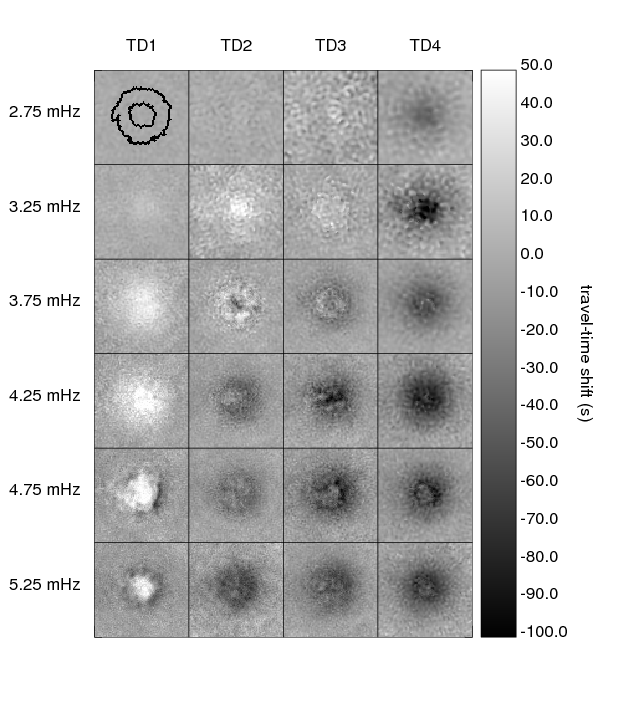 TD1 TD2 TD3 TD4
2.75 mHz
3.25 mHz
3.75 mHz
4.25 mHz
4.75 mHz
5.25 mHz
50.0
40.0
30.0
20.0
10.0
0.0
-10.0
-20.0
-30.0
-40.0
-50.0
-60.0
-70.0
-80.0
-90.0
-100.0
travel-time shift (s)